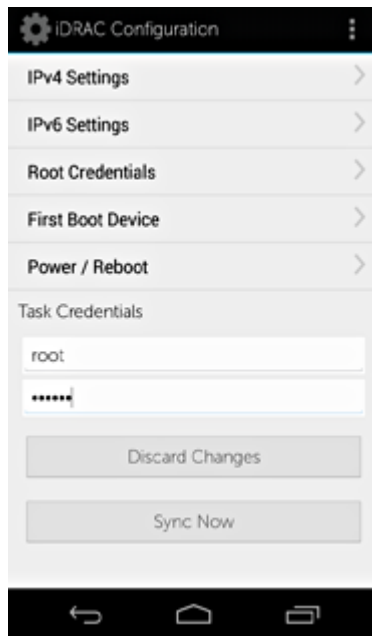 iDRAC Configuration
IPv4 Settings
IPv6 Settings
Root Credentials
First Boot Device
Power / Reboot
Task Credentials
root
••••••
Discard Changes
Sync Now